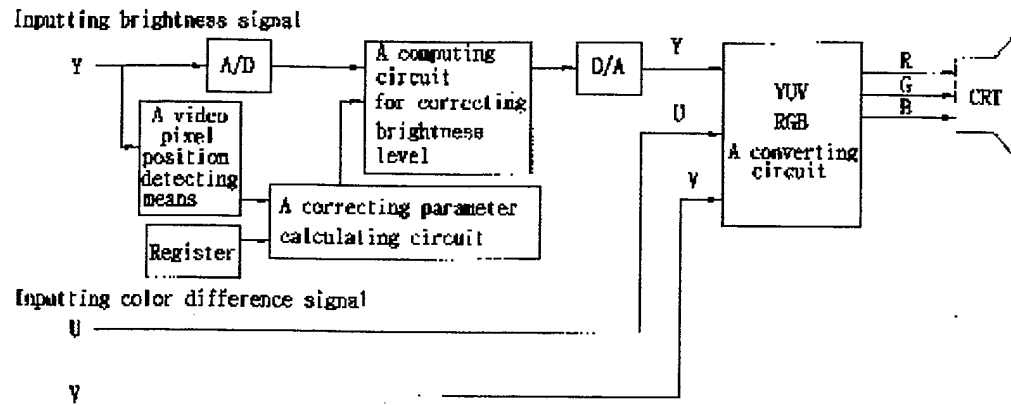 Inputting brightness signal
Y
A/D
A computing
circuit
for correcting
brightness
level
D/A
Y
U
V
YUV
RGB
A converting
circuit
R
G
B
CRT
A video
pixel
position
detecting
means
A correcting parameter
calculating circuit
Register
Inputting color difference signal
U
V